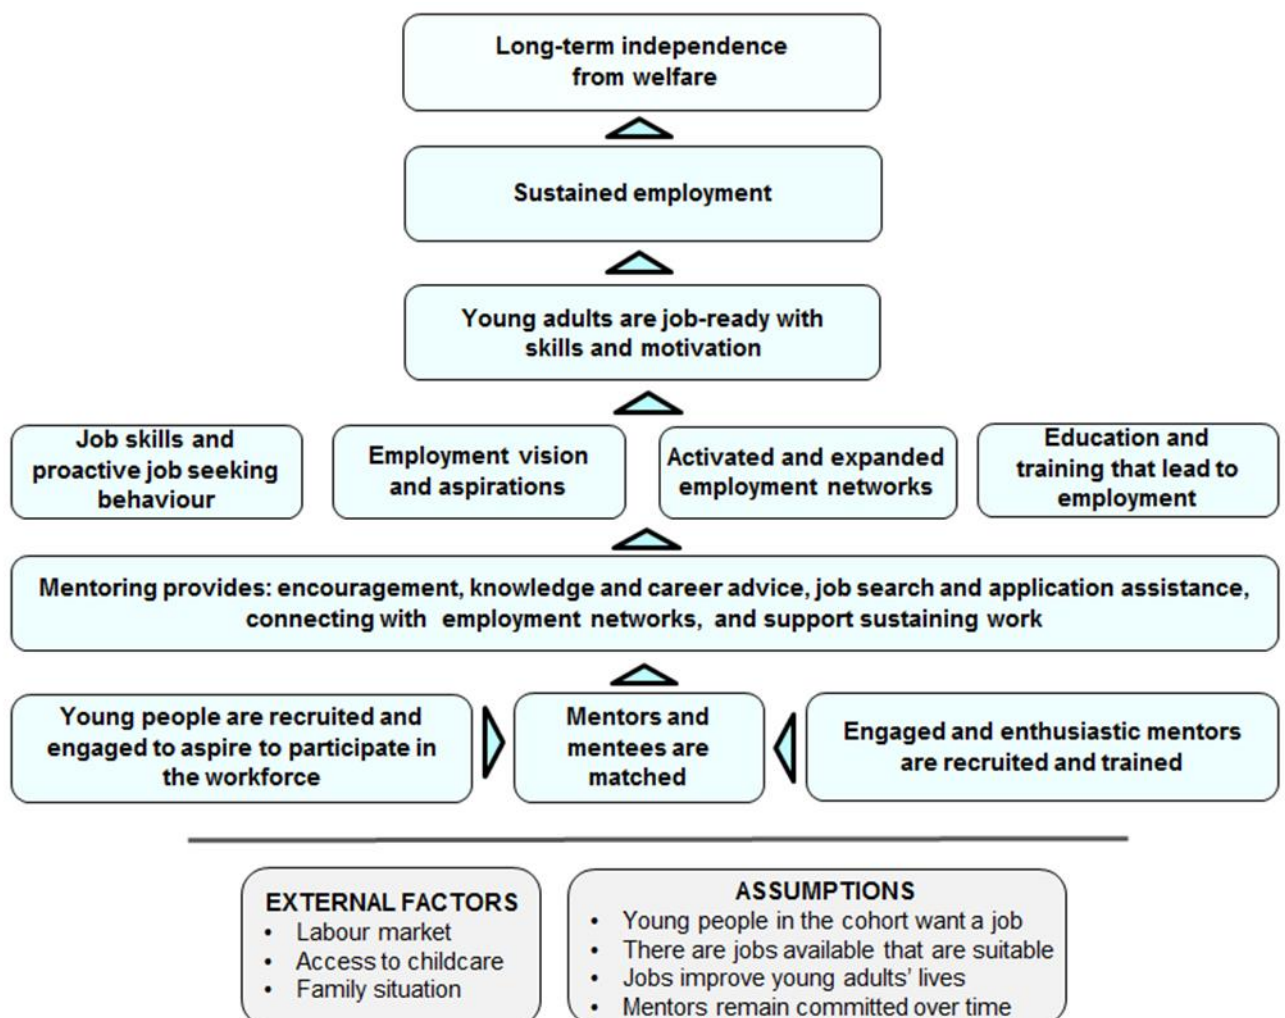 Long-term independence
from welfare
Sustained employment
Young adults are job-ready with
skills and motivation
Job skills and
proactive job seeking
behaviour
Employment vision
and aspirations
Activated and expanded
employment networks
Education and
training that lead to
employment
Mentoring provides: encouragement, knowledge and career advice, job search and application assistance,
connecting with employment networks, and support sustaining work
Young people are recruited and
engaged to aspire to participate in
the workforce
Mentors and
mentees are
matched
Engaged and enthusiastic mentors
are recruited and trained
EXTERNAL FACTORS
• Labour market
• Access to childcare
• Family situation
ASSUMPTIONS
• Young people in the cohort want a job
• There are jobs available that are suitable
• Jobs improve young adults' lives
• Mentors remain committed over time